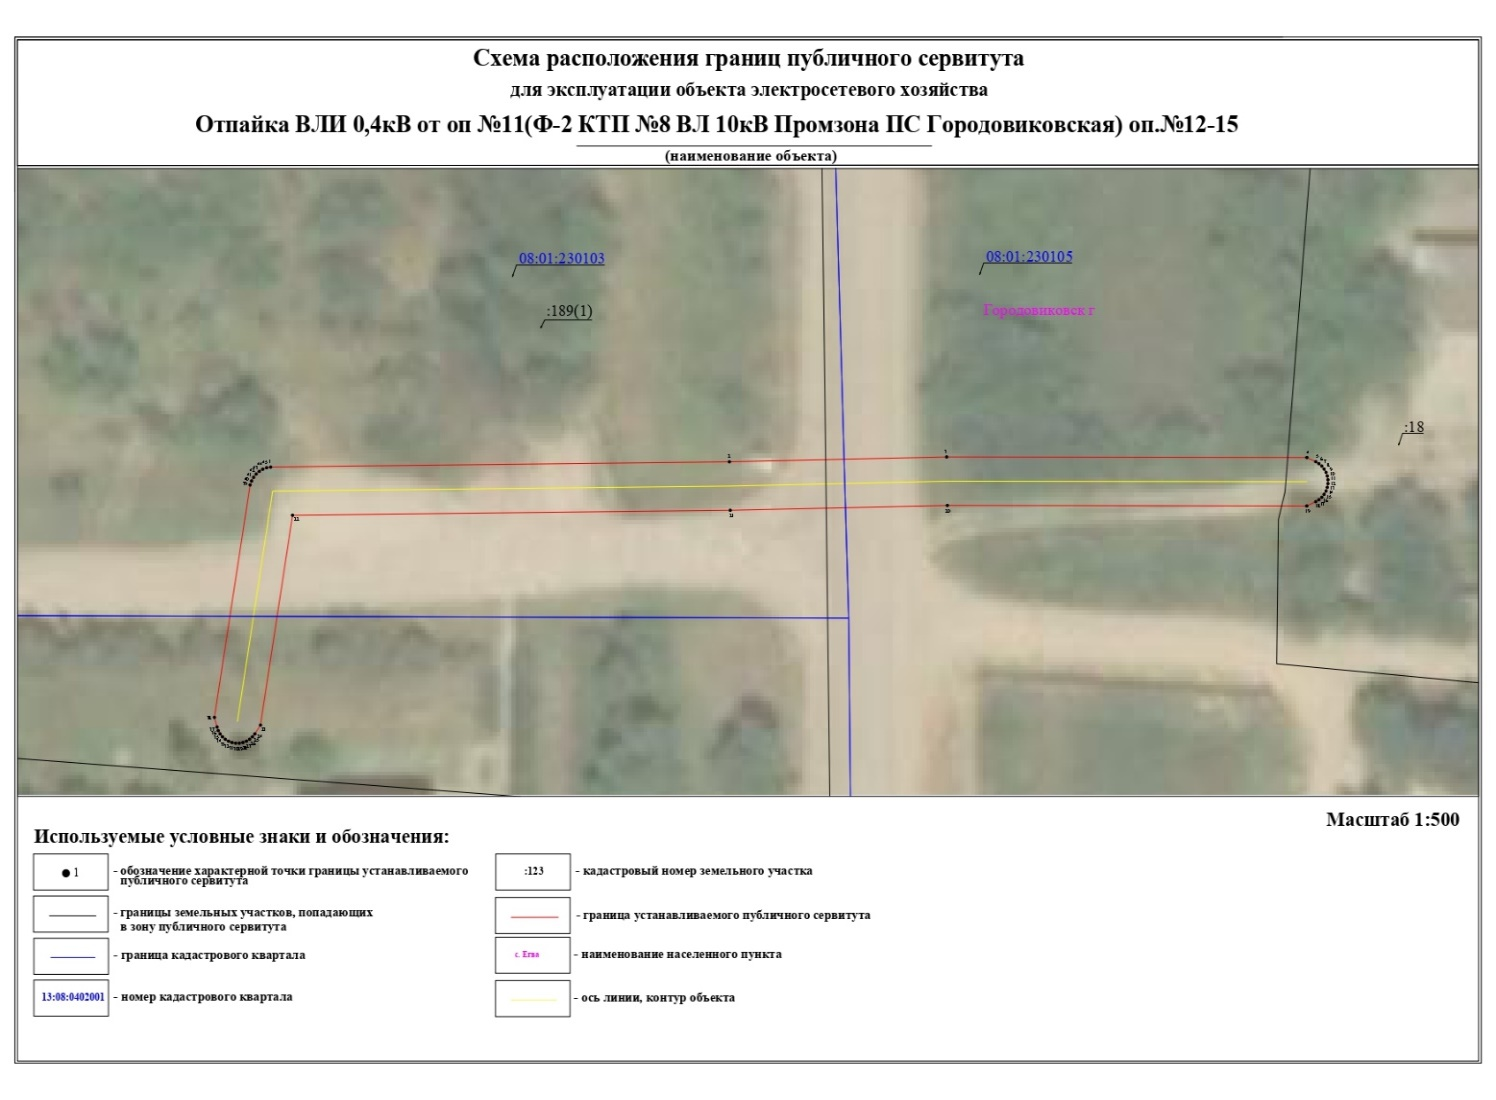 Схема расположения границ публичного сервитута
для эксплуатации объекта электросетевого хозяйства
Отпайка ВЛИ 0,4кВ от оп №11(Ф-2 КТП №8 ВЛ 10кВ Промзона ПС Городовиковская) оп.№12-15
(наименование объекта)
08:01:230103
08:01:230105
:189(1)
Городовиковск г
:18
Масштаб 1:500
Используемые условные знаки и обозначения:
1
- обозначение характерной точки границы устанавливаемого
публичного сервитута
:123
- кадастровый номер земельного участка
- границы земельных участков, попадающих
в зону публичного сервитута
- граница устанавливаемого публичного сервитута
- граница кадастрового квартала
с. Егва
- наименование населенного пункта
13:08:0402001
- номер кадастрового квартала
- ось линии, контур объекта